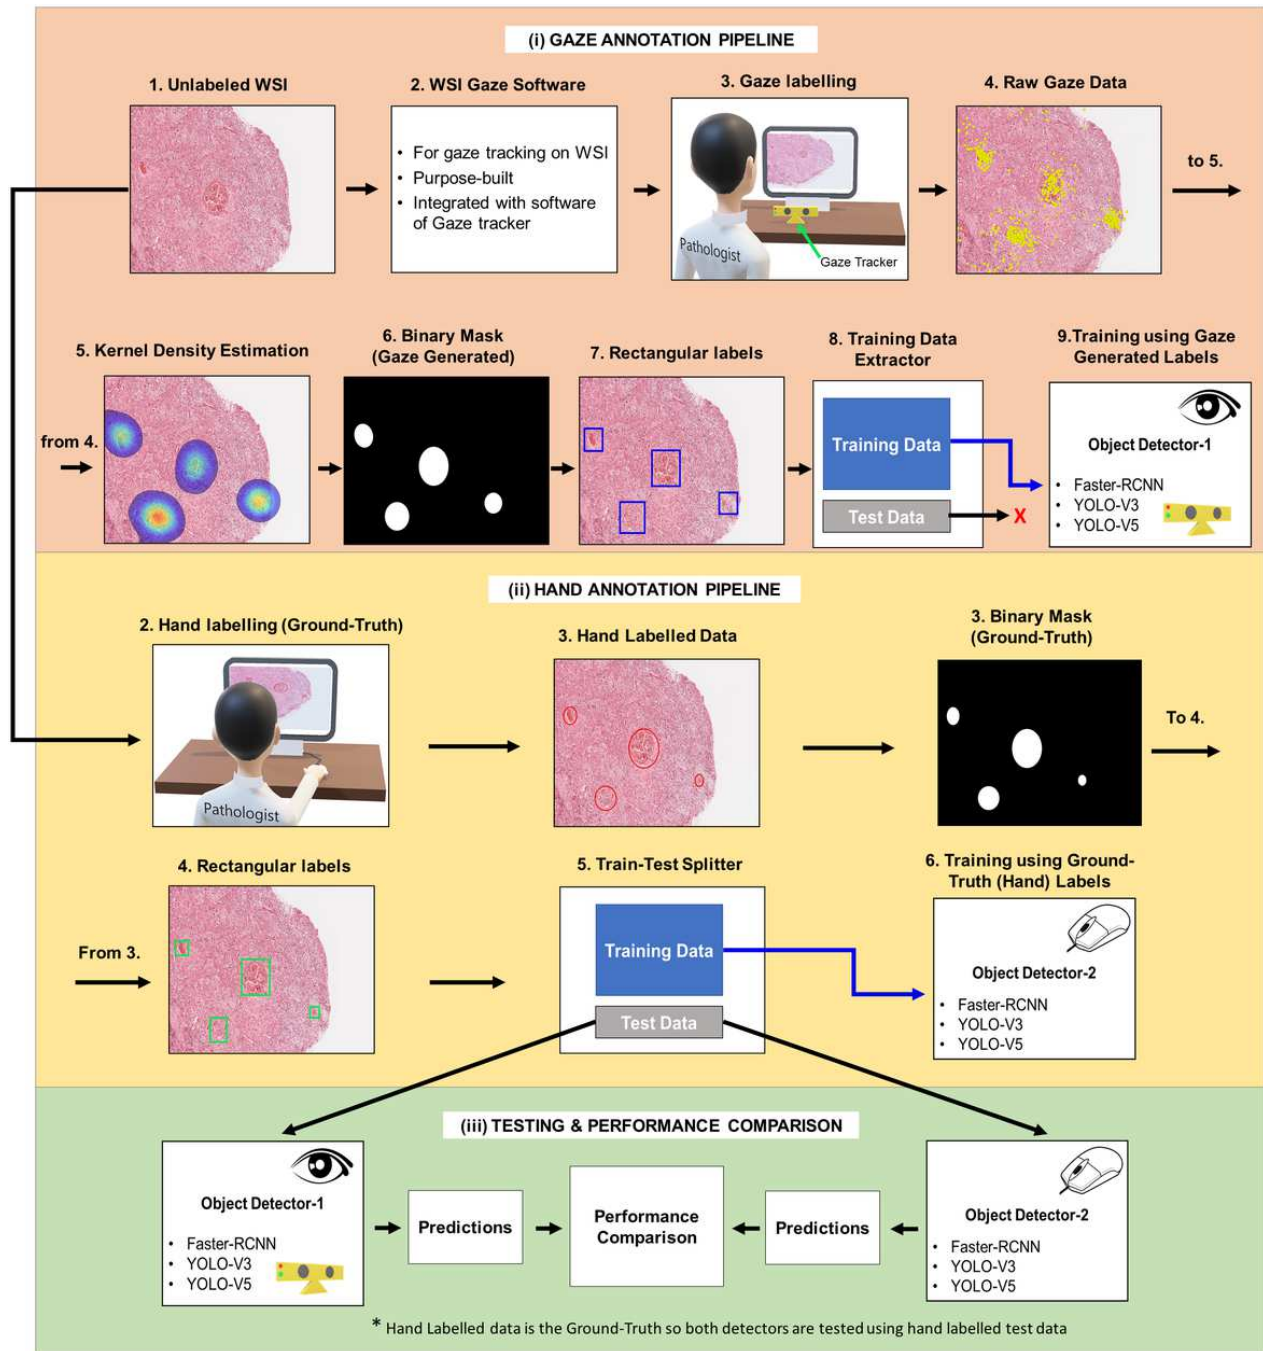 (i) GAZE ANNOTATION PIPELINE
1. Unlabeled WSI
2. WSI Gaze Software
3. Gaze labelling
4. Raw Gaze Data
• For gaze tracking on WSI
• Purpose-built
• Integrated with software
of Gaze tracker
Pathologist
Gaze Tracker
to 5.
5. Kernel Density Estimation
6. Binary Mask
(Gaze Generated)
7. Rectangular labels
8. Training Data
Extractor
9.Training using Gaze
Generated Labels
from 4.
Training Data
Test Data
X
Object Detector-1
• Faster-RCNN
• YOLO-V3
• YOLO-V5
(ii) HAND ANNOTATION PIPELINE
2. Hand labelling (Ground-Truth)
3. Hand Labelled Data
3. Binary Mask
(Ground-Truth)
Pathologist
To 4.
4. Rectangular labels
5. Train-Test Splitter
6. Training using Ground-
Truth (Hand) Labels
From 3.
Training Data
Test Data
Object Detector-2
• Faster-RCNN
• YOLO-V3
• YOLO-V5
(iii) TESTING & PERFORMANCE COMPARISON
Object Detector-1
• Faster-RCNN
• YOLO-V3
• YOLO-V5
Predictions
Performance
Comparison
Predictions
Object Detector-2
• Faster-RCNN
• YOLO-V3
• YOLO-V5
* Hand Labelled data is the Ground-Truth so both detectors are tested using hand labelled test data